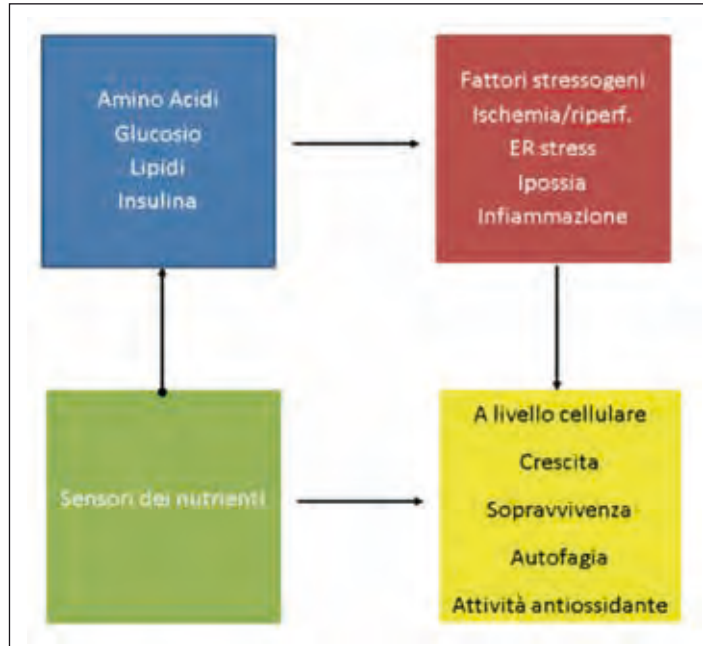 Amino Acidi
Glucosio
Lipidi
Insulina
Fattori stressogeni
Ischemia/riperf.
ER stress
Ipossia
Infiammazione
Sensori dei nutrienti
A livello cellulare
Crescita
Sopravvivenza
Autofagia
Attività antiossidante